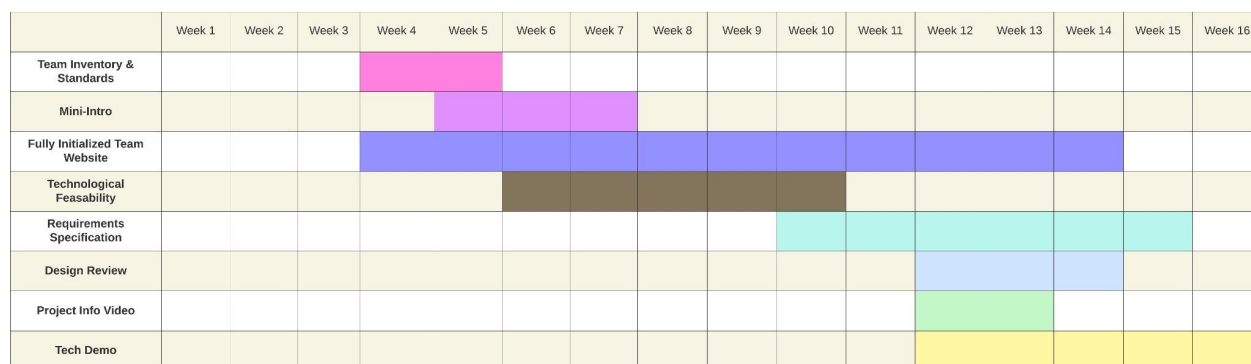 Week 1 Week 2 Week 3 Week 4 Week 5 Week 6 Week 7 Week 8 Week 9 Week 10 Week 11 Week 12 Week 13 Week 14 Week 15 Week 16
Team Inventory &
Standards
Mini-Intro
Fully Initialized Team
Website
Technological
Feasability
Requirements
Specification
Design Review
Project Info Video
Tech Demo